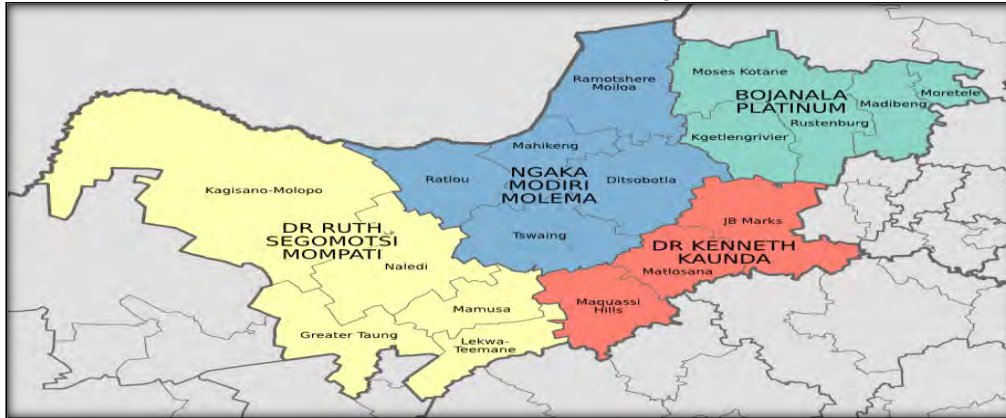 Ramotshere
Moiloa
Moses Kotane
BOJANALA
PLATINUM
Moretele
Madibeng
Rustenburg
Kgetlengrivier
Mahikeng
NGAKA
MODIRI
MOLEMA
Ratlou
Ditsobotla
Kagisano-Molopo
Tswaing
DR RUTH
SEGOMOTSI
MOMPATI
Naledi
JB Marks
DR KENNETH
KAUNDA
Matlosana
Maquassi
Hills
Mamusa
Greater Taung
Lekwa-
Teemane